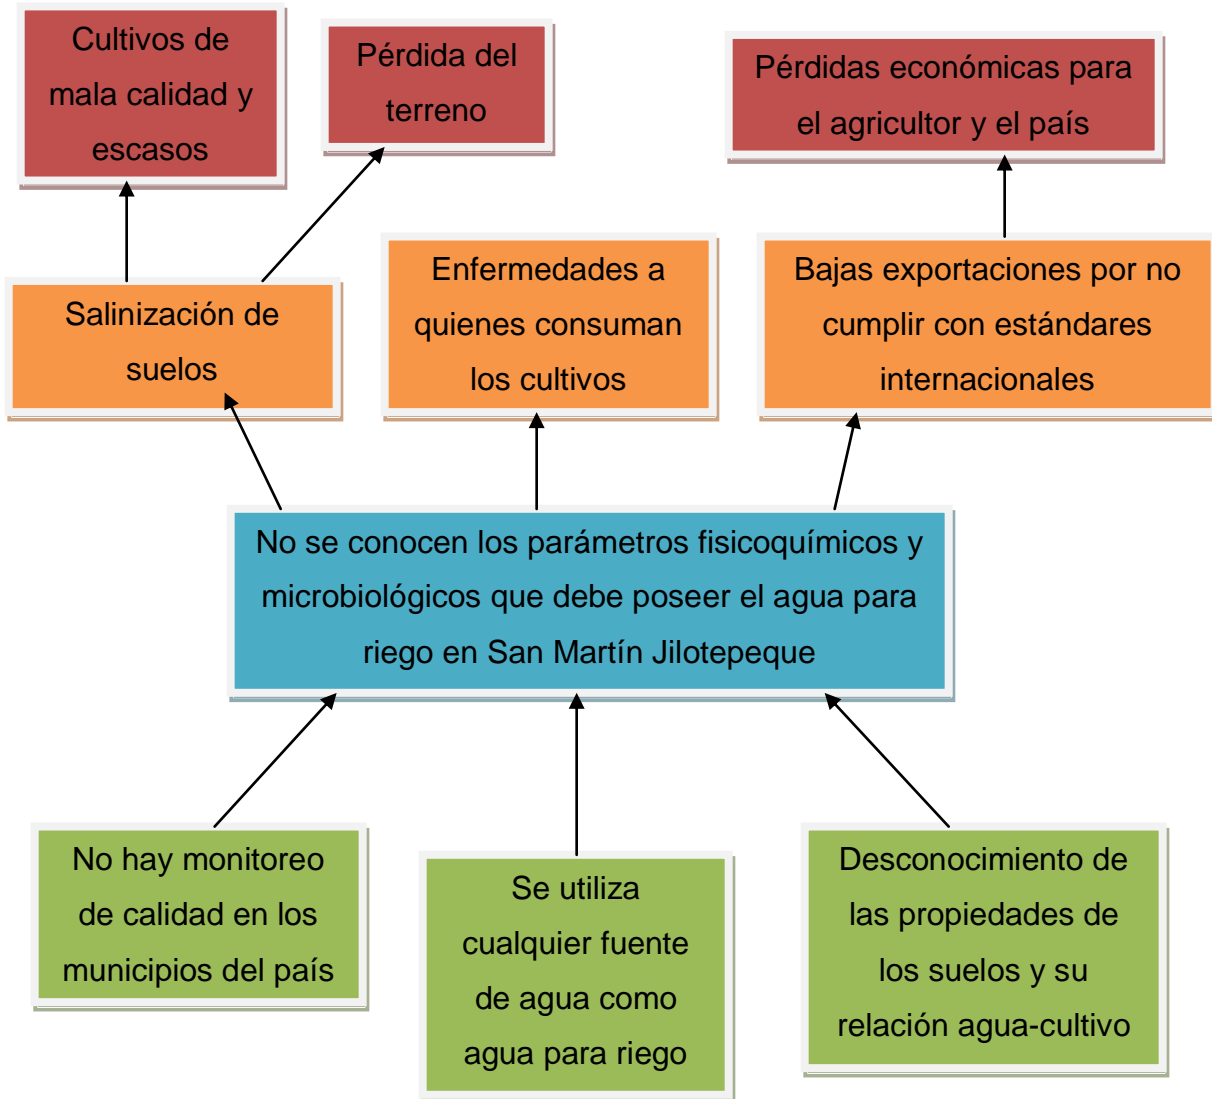 Cultivos de
mala calidad y
escasos
Pérdida del
terreno
Pérdidas económicas para
el agricultor y el país
Salinización de
suelos
Enfermedades a
quienes consuman
los cultivos
Bajas exportaciones por no
cumplir con estándares
internacionales
No se conocen los parámetros fisicoquímicos y
microbiológicos que debe poseer el agua para
riego en San Martín Jilotepeque
No hay monitoreo
de calidad en los
municipios del país
Se utiliza
cualquier fuente
de agua como
agua para riego
Desconocimiento de
las propiedades de
los suelos y su
relación agua-cultivo